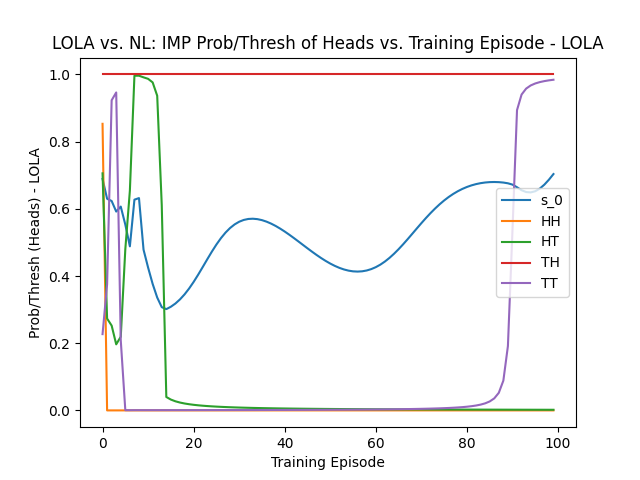 LOLA vs. NL: IMP Prob/Thresh of Heads vs. Training Episode - LOLA
Prob/Thresh (Heads) - LOLA
1.0
0.8
0.6
0.4
0.2
0.0
s_0
HH
HT
TH
TT
0 20 40 60 80 100
Training Episode